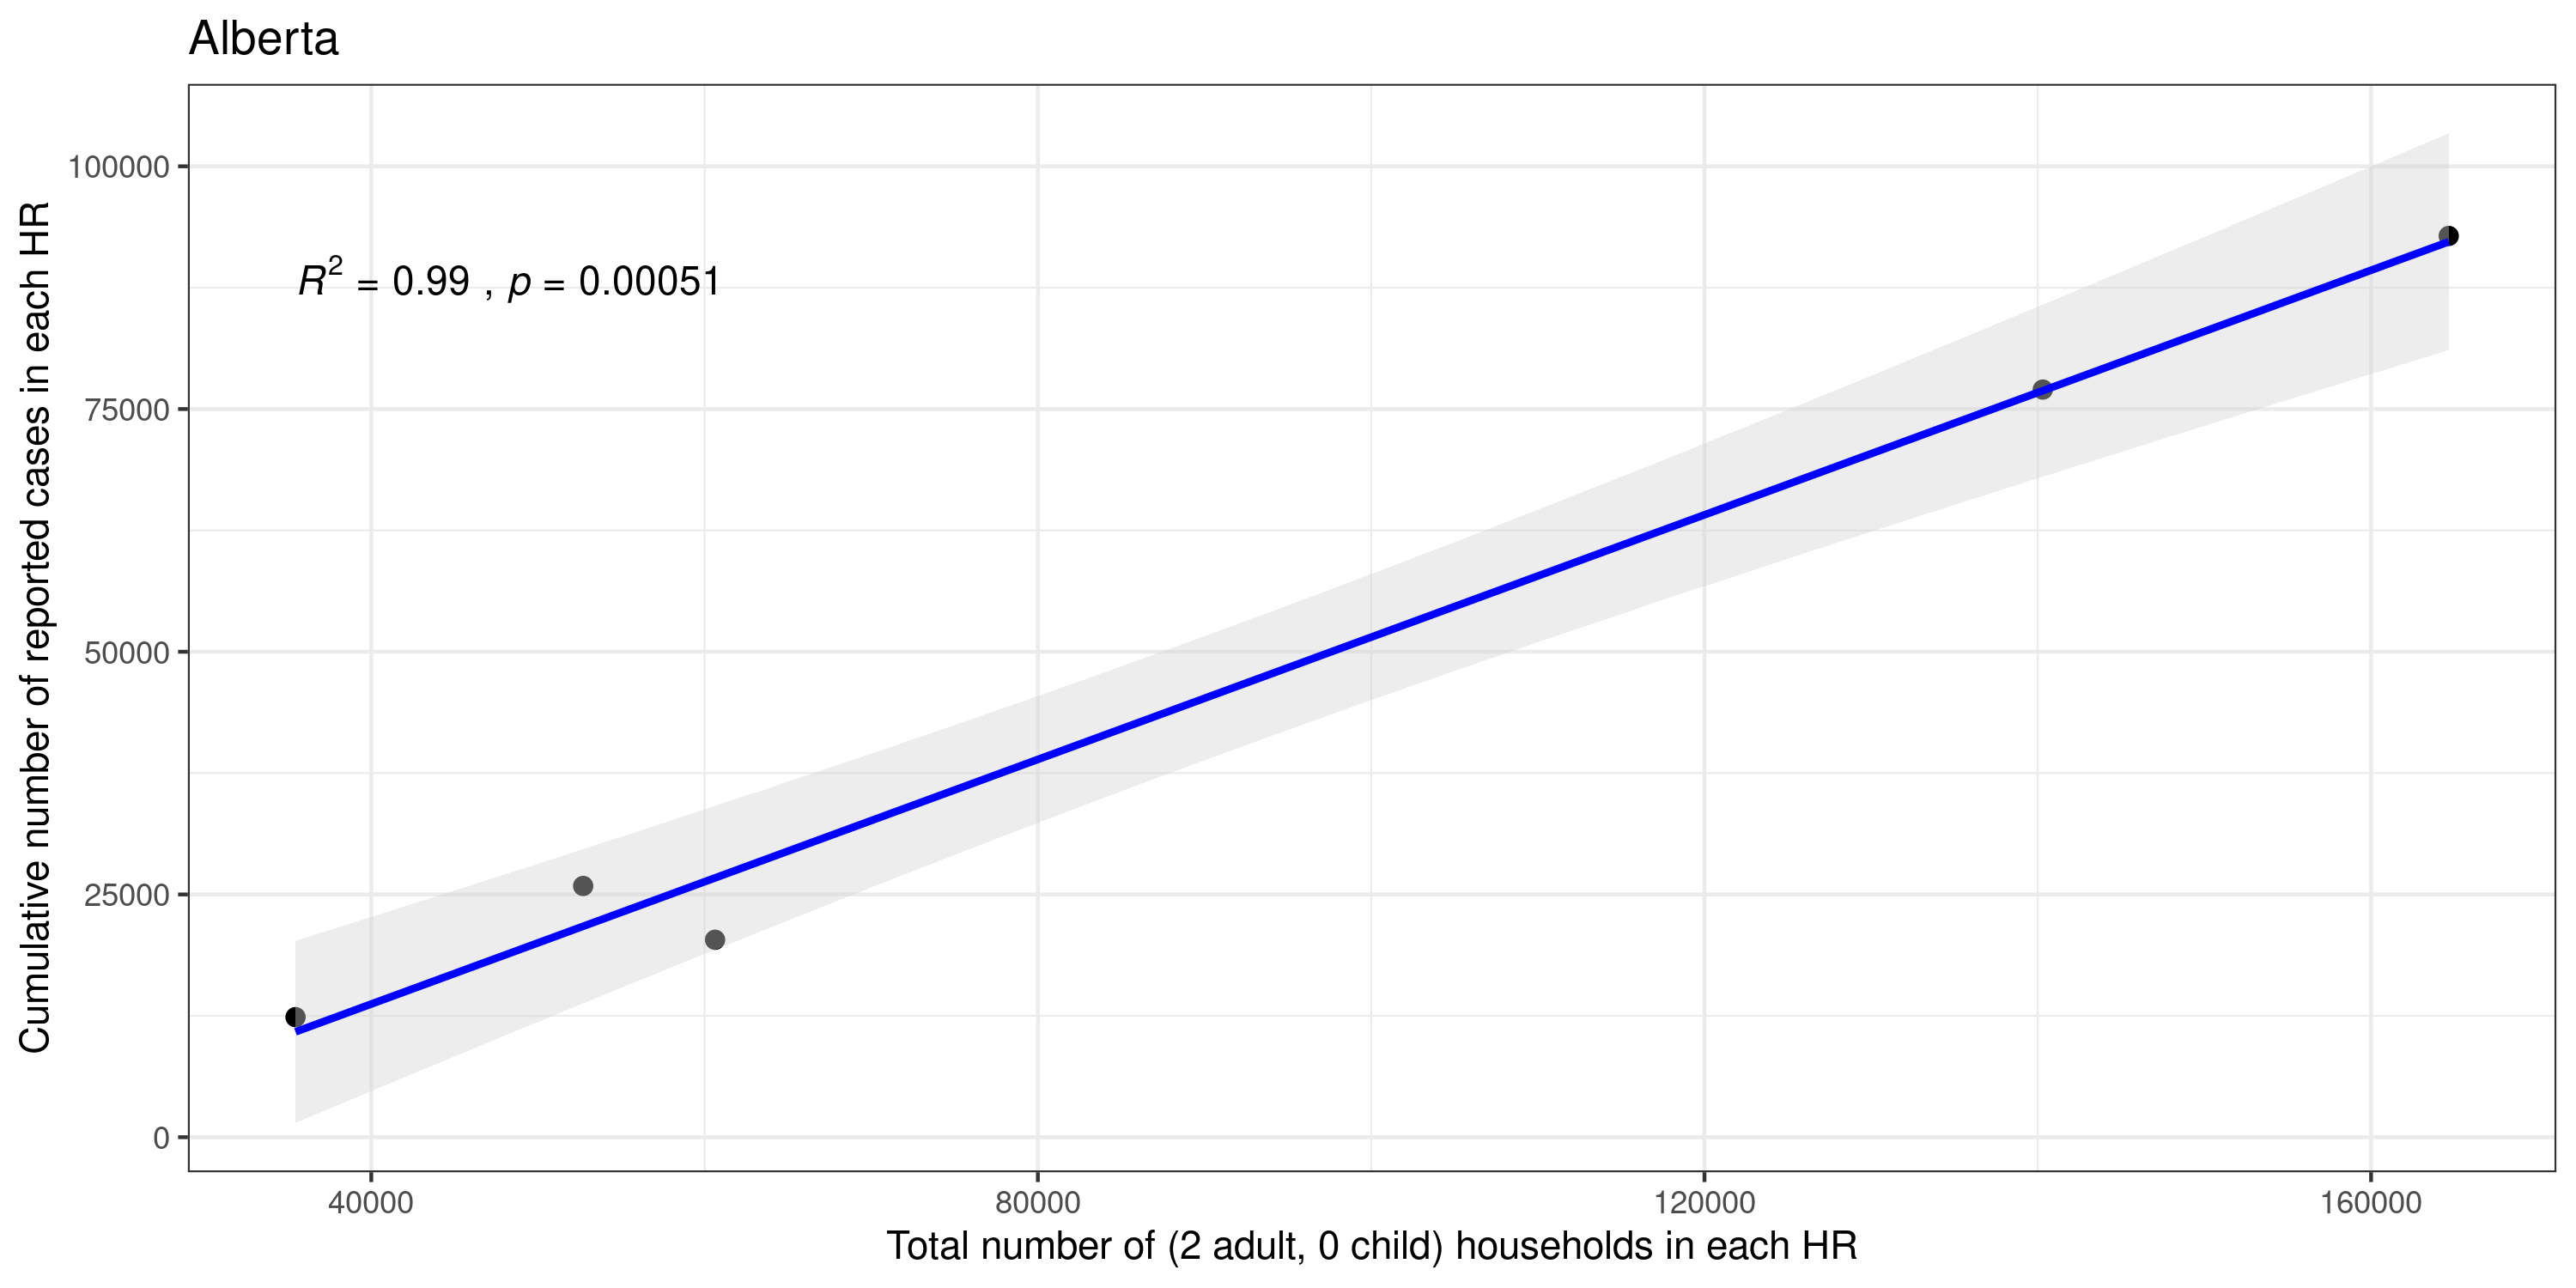 Alberta
Cumulative number of reported cases in each HR
100000
75000
50000
25000
0
R² = 0.99 , p = 0.00051
40000 80000 120000 160000
Total number of (2 adult, 0 child) households in each HR